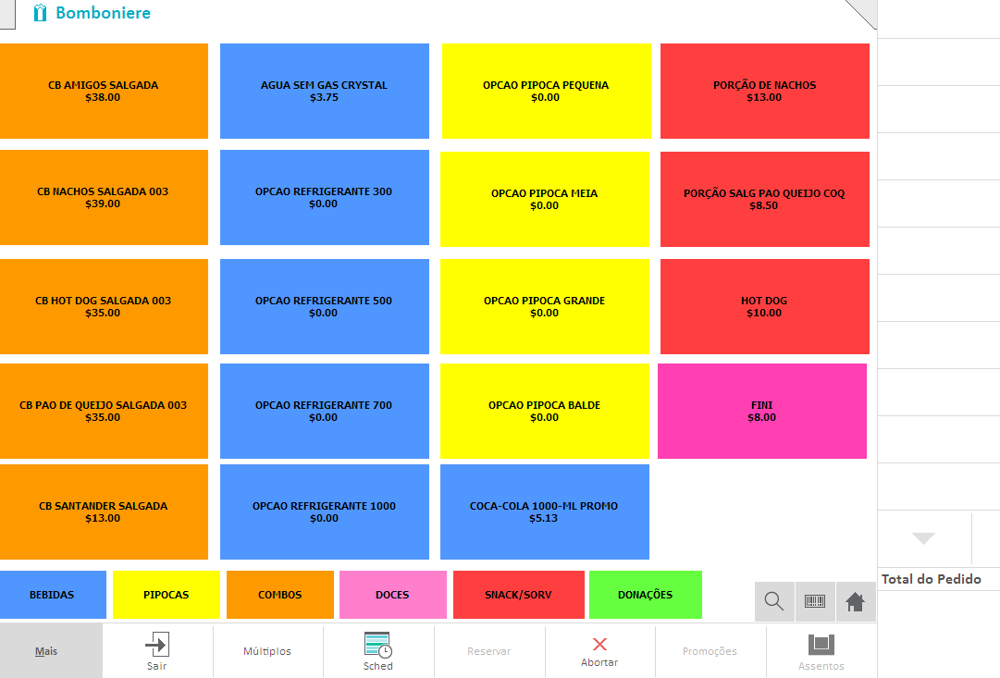 Bomboniere
CB AMIGOS SALGADA
$38.00
AGUA SEM GAS CRYSTAL
$3.75
OPCAO PIPOCA PEQUENA
$0.00
PORÇÃO DE NACHOS
$13.00
CB NACHOS SALGADA 003
$39.00
OPCAO REFRIGERANTE 300
$0.00
OPCAO PIPOCA MEIA
$0.00
PORÇÃO SALG PAO QUEIJO COQ
$8.50
CB HOT DOG SALGADA 003
$35.00
OPCAO REFRIGERANTE 500
$0.00
OPCAO PIPOCA GRANDE
$0.00
HOT DOG
$10.00
CB PAO DE QUEIJO SALGADA 003
$35.00
OPCAO REFRIGERANTE 700
$0.00
OPCAO PIPOCA BALDE
$0.00
FINI
$8.00
CB SANTANDER SALGADA
$13.00
OPCAO REFRIGERANTE 1000
$0.00
COCA-COLA 1000-ML PROMO
$5.13
BEBIDAS
PIPOCAS
COMBOS
DOCES
SNACK/SORV
DONAÇÕES
Total do Pedido
Mais
Sair
Múltiplos
Sched
Reservar
Abortar
Promoções
Assentos